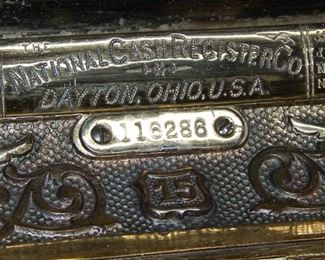 THE
NATIONAL CASH REGISTER CO
DAYTON, OHIO, U.S.A.
116286
15